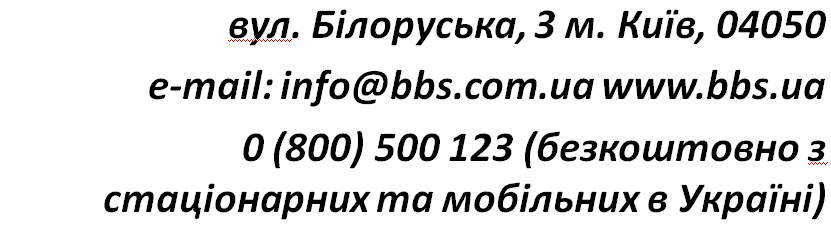 вул. Білоруська, 3 м. Київ, 04050
e-mail: info@bbs.com.ua www.bbs.ua
0 (800) 500 123 (безкоштовно з
стаціонарних та мобільних в Україні)